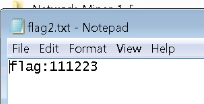 flag2.txt - Notepad
File Edit Format View Help
flag:111223